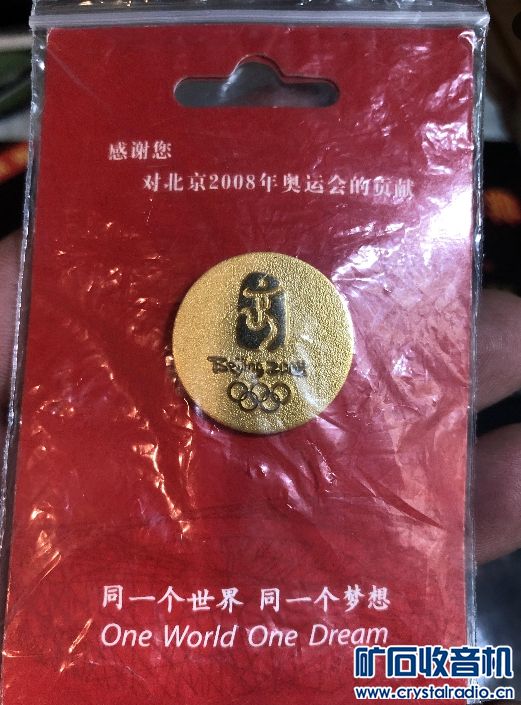 感谢您
对北京2008年奥运会的贡献
Beijing 2008
同一个世界 同一个梦想
One World One Dream
矿石收音机
www.crystalradio.cn